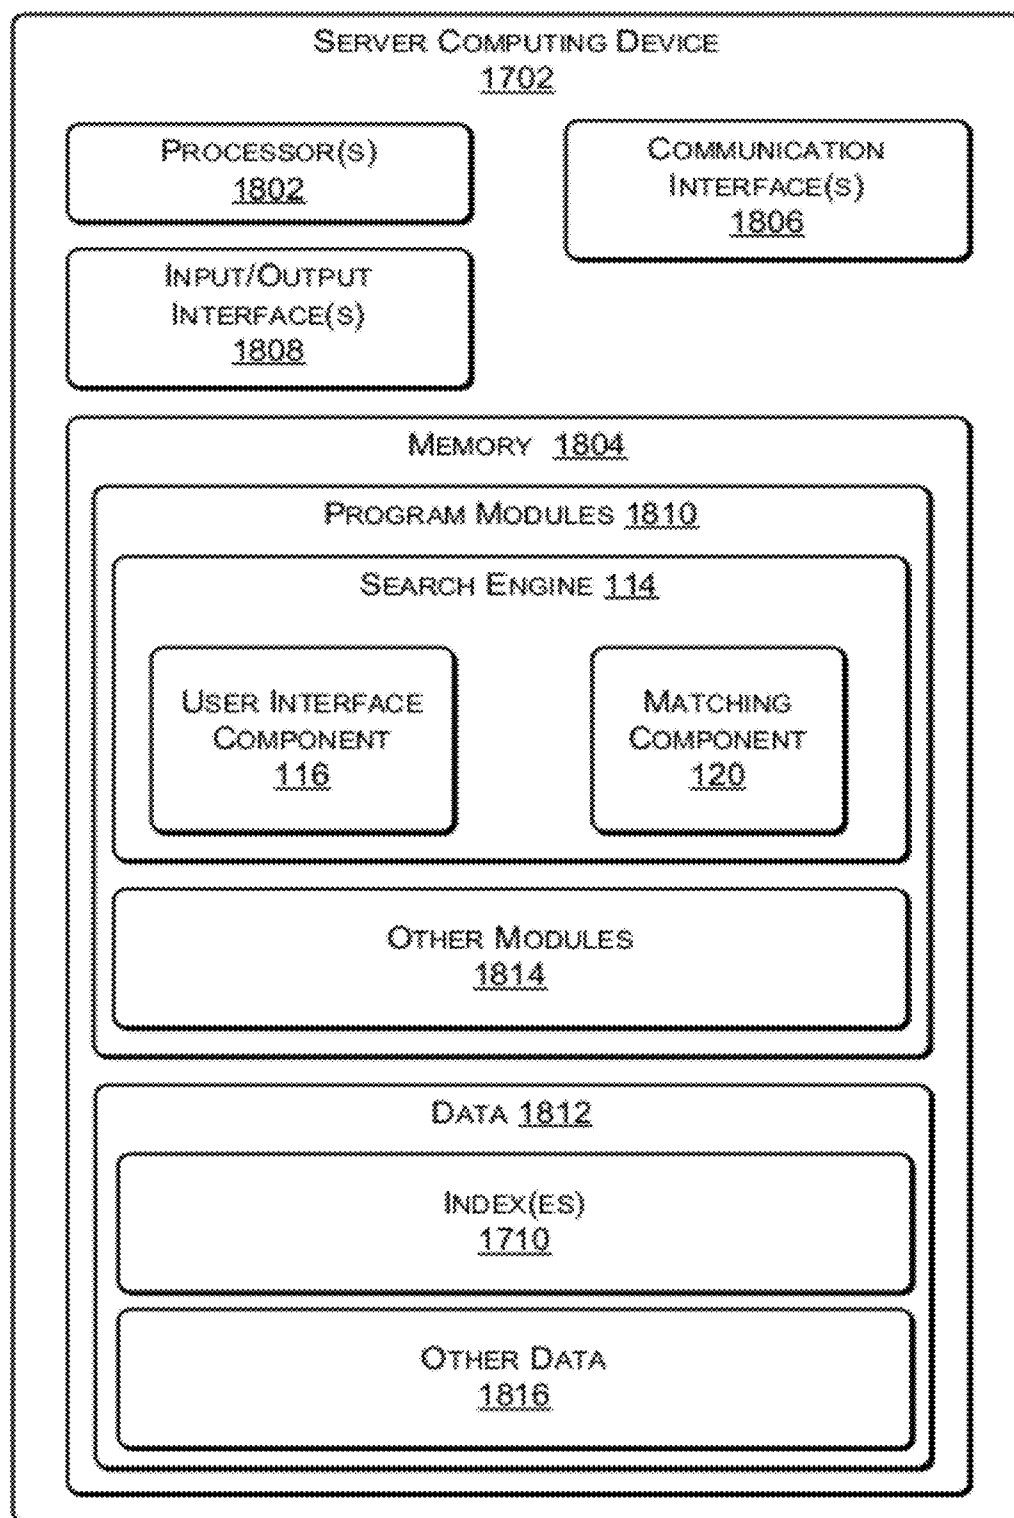 SERVER COMPUTING DEVICE
1702
PROCESSOR(S)
1802
COMMUNICATION
INTERFACE(S)
1806
INPUT/OUTPUT
INTERFACE(S)
1808
MEMORY 1804
PROGRAM MODULES 1810
SEARCH ENGINE 114
USER INTERFACE
COMPONENT
116
MATCHING
COMPONENT
120
OTHER MODULES
1814
DATA 1812
INDEX(ES)
1710
OTHER DATA
1816